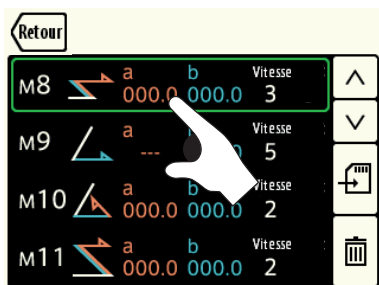 Retour
M8 a 000.0 b 000.0 Vitesse 3
M9 a --- 0 Vitesse 5
M10 a 000.0 b 000.0 Vitesse 2
M11 a 000.0 b 000.0 Vitesse 2